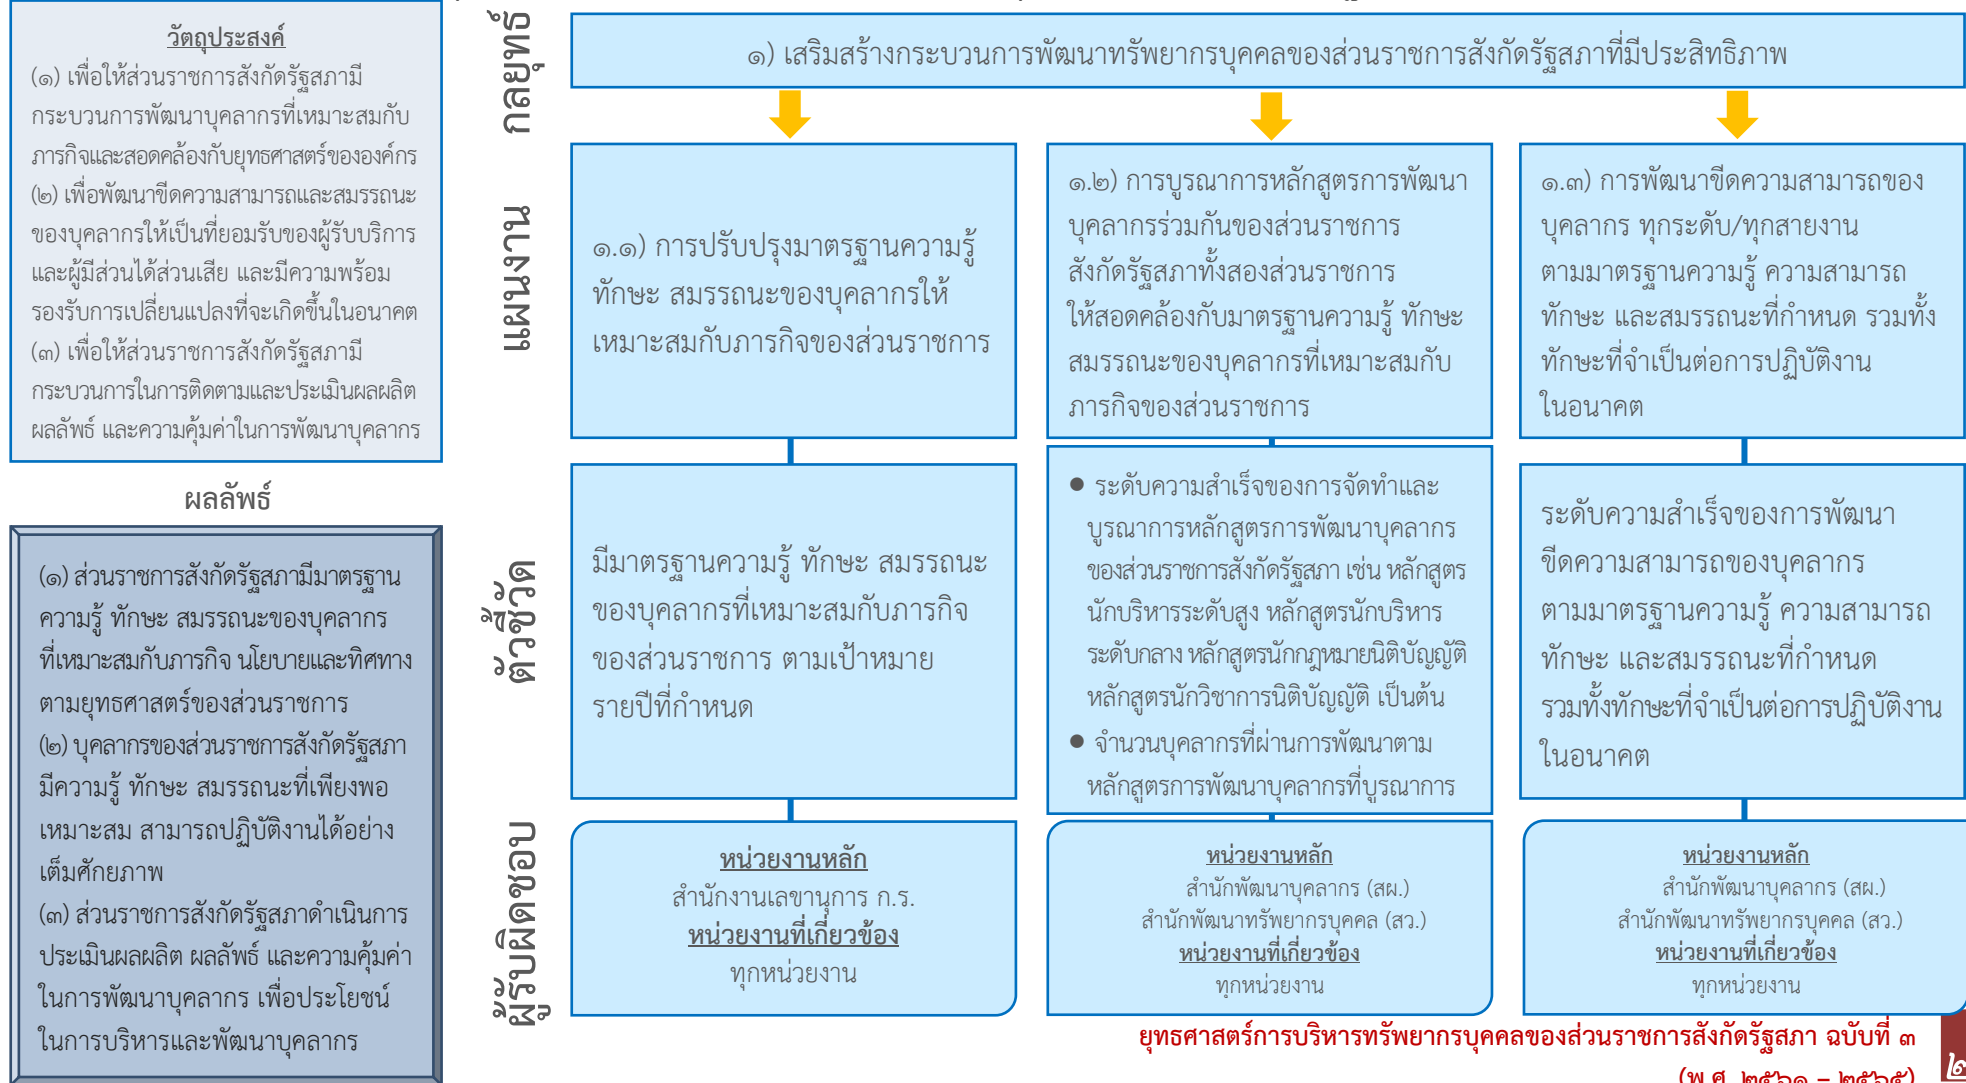 วัตถุประสงค์
(๑) เพื่อให้ส่วนราชการสังกัดรัฐสภามี
กระบวนการพัฒนาบุคลากรที่เหมาะสมกับ
ภารกิจและสอดคล้องกับยุทธศาสตร์ขององค์กร
(๒) เพื่อพัฒนาขีดความสามารถและสมรรถนะ
ของบุคลากรให้เป็นที่ยอมรับของผู้รับบริการ
และผู้มีส่วนได้ส่วนเสีย และมีความพร้อม
รองรับการเปลี่ยนแปลงที่จะเกิดขึ้นในอนาคต
(๓) เพื่อให้ส่วนราชการสังกัดรัฐสภามี
กระบวนการในการติดตามและประเมินผลผลิต
ผลลัพธ์ และความคุ้มค่าในการพัฒนาบุคลากร
ผลลัพธ์
(๑) ส่วนราชการสังกัดรัฐสภามีมาตรฐาน
ความรู้ ทักษะ สมรรถนะของบุคลากร
ที่เหมาะสมกับภารกิจ นโยบายและทิศทาง
ตามยุทธศาสตร์ของส่วนราชการ
(๒) บุคลากรของส่วนราชการสังกัดรัฐสภา
มีความรู้ ทักษะ สมรรถนะที่เพียงพอ
เหมาะสม สามารถปฏิบัติงานได้อย่าง
เต็มศักยภาพ
(๓) ส่วนราชการสังกัดรัฐสภาดำเนินการ
ประเมินผลผลิต ผลลัพธ์ และความคุ้มค่า
ในการพัฒนาบุคลากร เพื่อประโยชน์
ในการบริหารและพัฒนาบุคลากร
กลยุทธ์
๑) เสริมสร้างกระบวนการพัฒนาทรัพยากรบุคคลของส่วนราชการสังกัดรัฐสภาที่มีประสิทธิภาพ
แผนงาน
๑.๑) การปรับปรุงมาตรฐานความรู้
ทักษะ สมรรถนะของบุคลากรให้
เหมาะสมกับภารกิจของส่วนราชการ
๑.๒) การบูรณาการหลักสูตรการพัฒนา
บุคลากรร่วมกันของส่วนราชการ
สังกัดรัฐสภาทั้งสองส่วนราชการ
ให้สอดคล้องกับมาตรฐานความรู้ ทักษะ
สมรรถนะของบุคลากรที่เหมาะสมกับ
ภารกิจของส่วนราชการ
๑.๓) การพัฒนาขีดความสามารถของ
บุคลากร ทุกระดับ/ทุกสายงาน
ตามมาตรฐานความรู้ ความสามารถ
ทักษะ และสมรรถนะที่กำหนด รวมทั้ง
ทักษะที่จำเป็นต่อการปฏิบัติงาน
ในอนาคต
ตัวชี้วัด
มีมาตรฐานความรู้ ทักษะ สมรรถนะ
ของบุคลากรที่เหมาะสมกับภารกิจ
ของส่วนราชการ ตามเป้าหมาย
รายปีที่กำหนด
● ระดับความสำเร็จของการจัดทำและ
บูรณาการหลักสูตรการพัฒนาบุคลากร
ของส่วนราชการสังกัดรัฐสภา เช่น หลักสูตร
นักบริหารระดับสูง หลักสูตรนักบริหาร
ระดับกลาง หลักสูตรนักกฎหมายนิติบัญญัติ
หลักสูตรนักวิชาการนิติบัญญัติ เป็นต้น
● จำนวนบุคลากรที่ผ่านการพัฒนาตาม
หลักสูตรการพัฒนาบุคลากรที่บูรณาการ
ระดับความสำเร็จของการพัฒนา
ขีดความสามารถของบุคลากร
ตามมาตรฐานความรู้ ความสามารถ
ทักษะ และสมรรถนะที่กำหนด
รวมทั้งทักษะที่จำเป็นต่อการปฏิบัติงาน
ในอนาคต
ผู้รับผิดชอบ
หน่วยงานหลัก
สำนักงานเลขานุการ ก.ร.
หน่วยงานที่เกี่ยวข้อง
ทุกหน่วยงาน
หน่วยงานหลัก
สำนักพัฒนาบุคลากร (สผ.)
สำนักพัฒนาทรัพยากรบุคคล (สว.)
หน่วยงานที่เกี่ยวข้อง
ทุกหน่วยงาน
หน่วยงานหลัก
สำนักพัฒนาบุคลากร (สผ.)
สำนักพัฒนาทรัพยากรบุคคล (สว.)
หน่วยงานที่เกี่ยวข้อง
ทุกหน่วยงาน
ยุทธศาสตร์การบริหารทรัพยากรบุคคลของส่วนราชการสังกัดรัฐสภา ฉบับที่ ๓
(พ.ศ. ๒๕๖๑ – ๒๕๖๕)